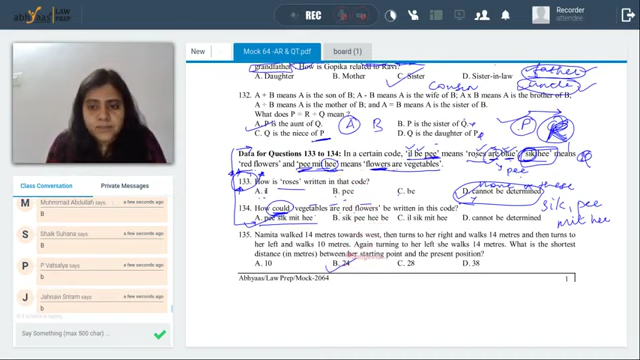 Recorder
attendee
abhyaas LAW PREP
REC
New
Mock 64 -AR & QT.pdf
board (1)
Class Conversation
Private Messages
M
Muhmmad Abdullah says: a few seconds ago
b
S
Shaik Suhana says: a few seconds ago
b
P
P Vatsalya says: a few seconds ago
b
J
Jahnavi Sriram says: a few seconds ago
b
Say Something (max 500 char)
grandfather. How is Gopika related to Ravi?
A. Daughter B. Mother C. Sister D. Sister-in-law
father
uncle
cousin
132. A + B means A is the son of B; A - B means A is the wife of B; A x B means A is the brother of B,
A ÷ B means A is the mother of B; and A = B means A is the sister of B.
What does P = R ÷ Q mean?
A. P is the aunt of Q. B. P is the sister of Q.
C. Q is the niece of P D. Q is the daughter of P
A B
P
Q
Data for Questions 133 to 134: In a certain code, 'il be pee' means 'roses are blue', 'sik hee' means
'red flowers' and 'pee mit hee' means 'flowers are vegetables'.
pee
133. How is 'roses' written in that code?
A. il B. pee C. be D. cannot be determined
none of these
134. How could vegetables are red flowers' be written in this code?
A. pee sik mit hee B. sik pee hee be C. il sik mit hee D. cannot be determined
sik, pee
mit hee
135. Namita walked 14 metres towards west, then turns to her right and walks 14 metres and then turns to
her left and walks 10 metres. Again turning to her left she walks 14 metres. What is the shortest
distance (in metres) between her starting point and the present position?
A. 10 B. 24 C. 28 D. 38
Abhyaas/Law Prep/Mock-2064 1